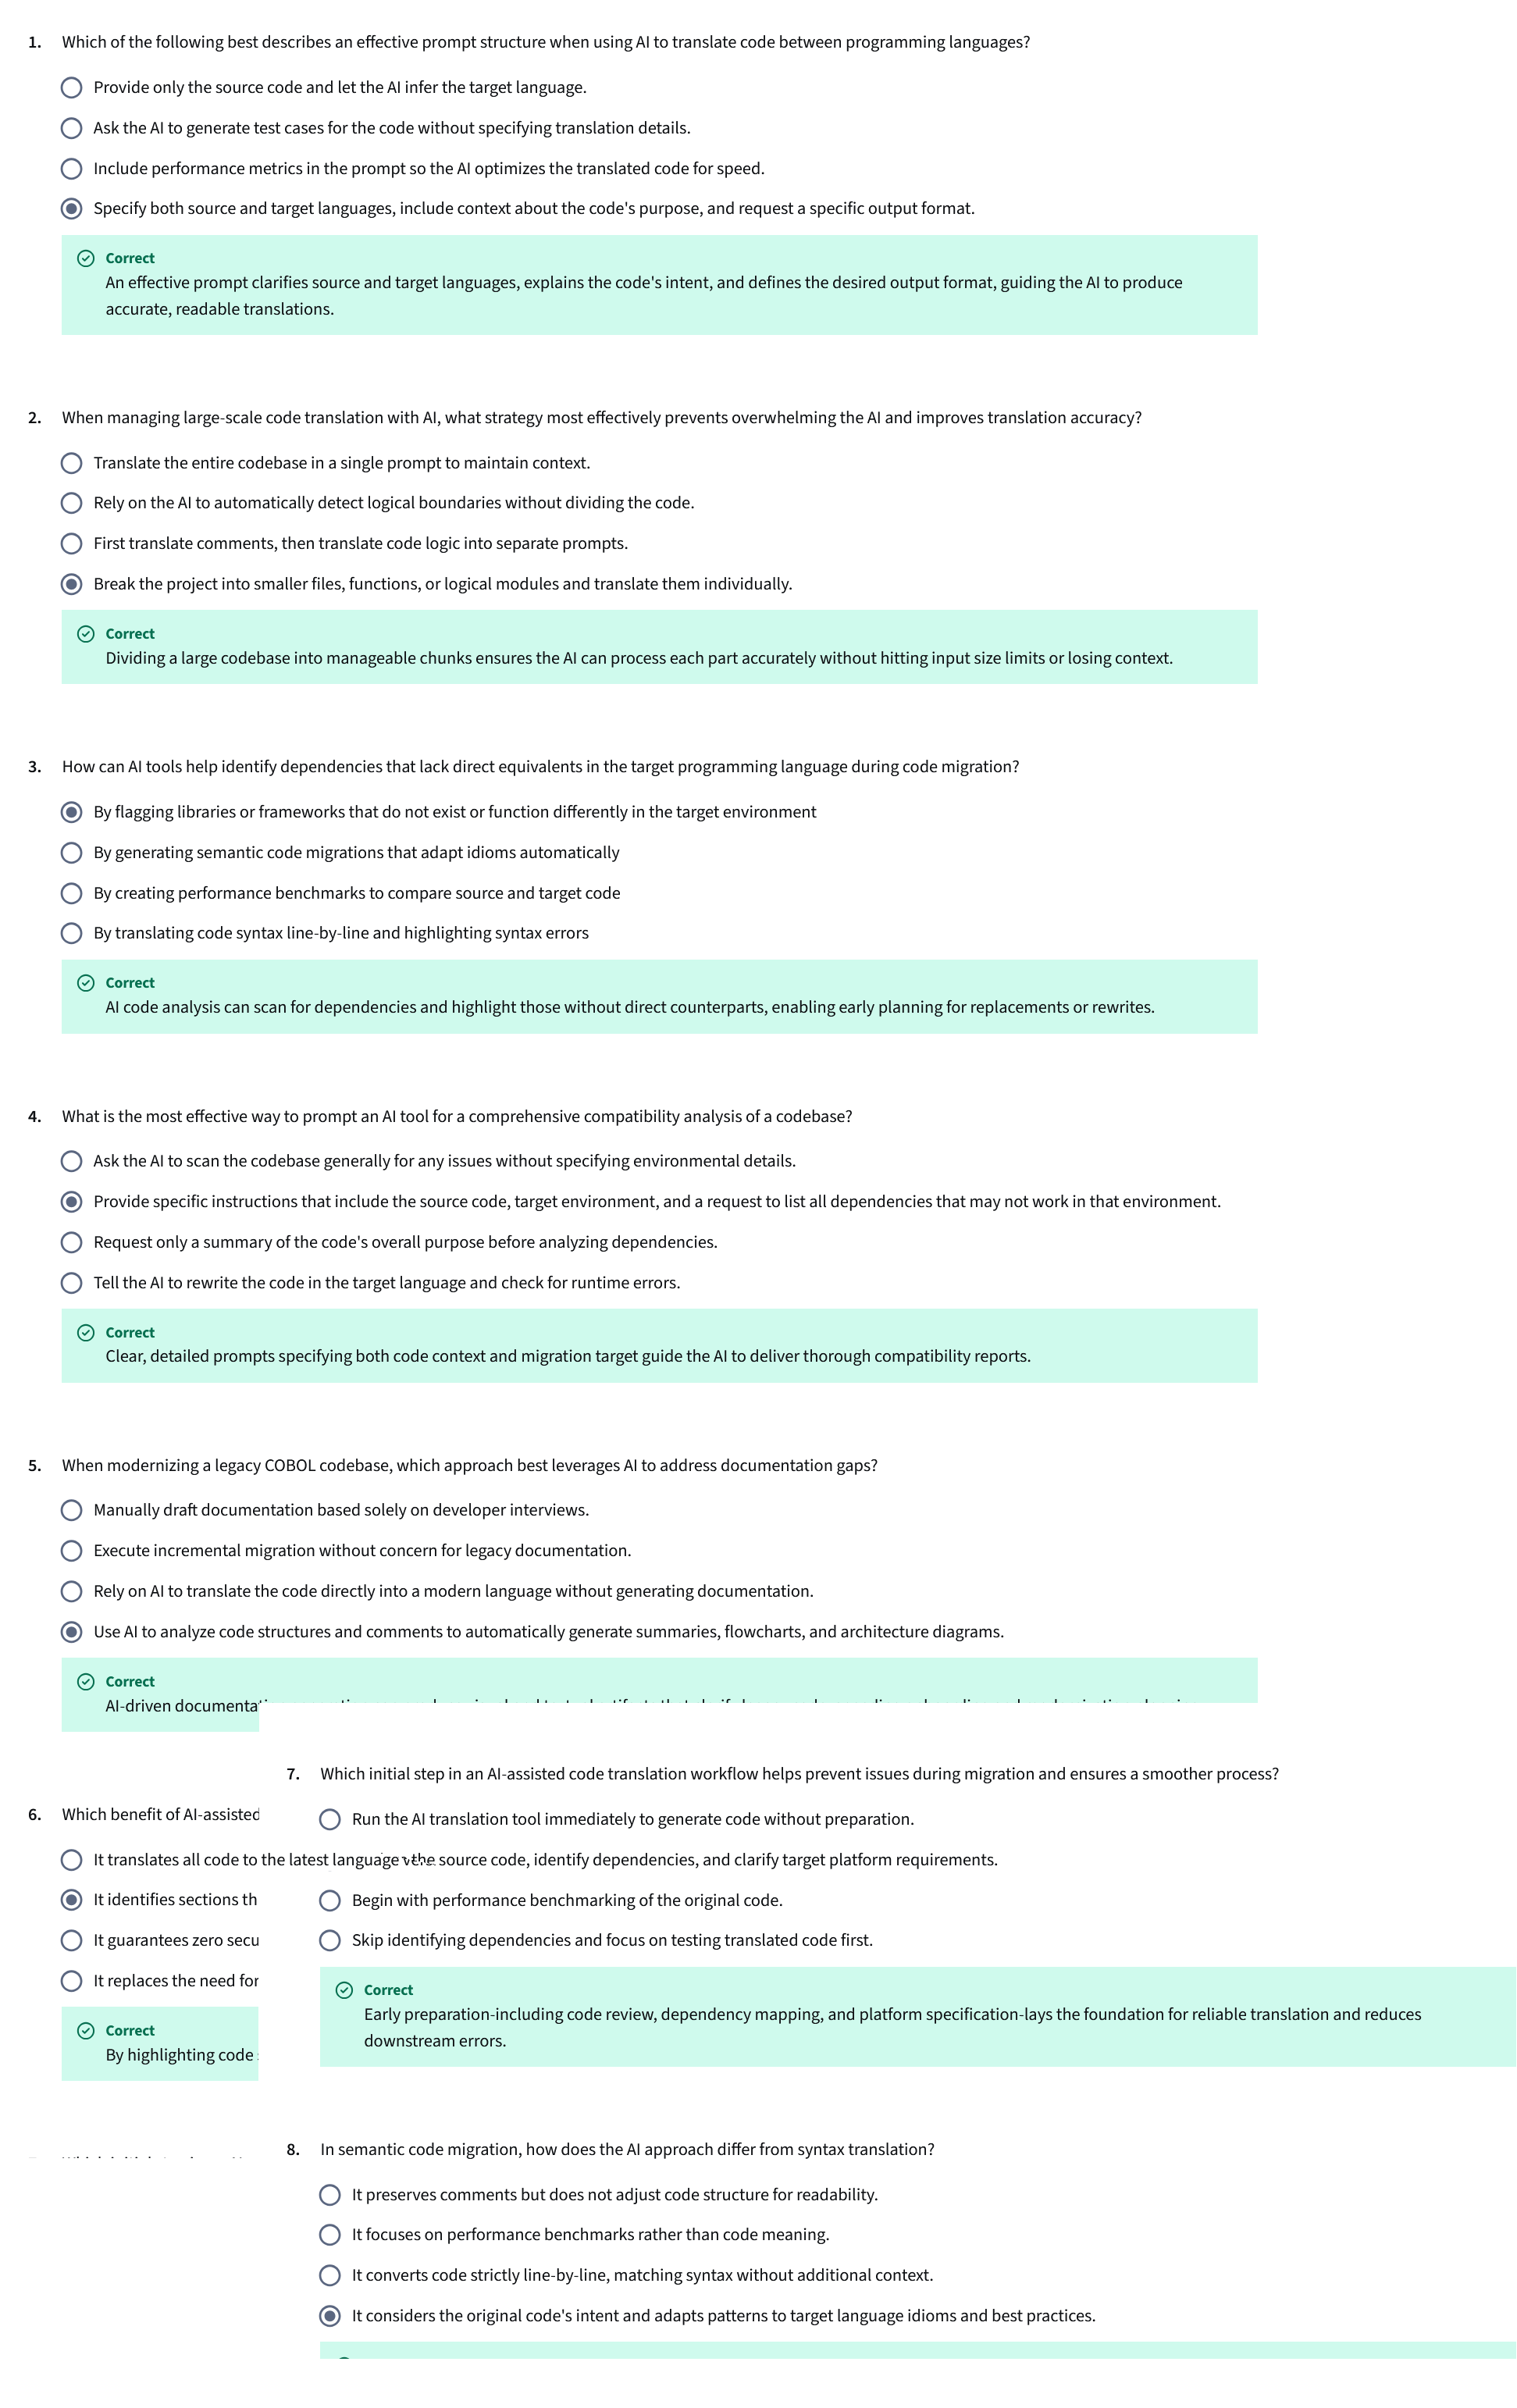 1. Which of the following best describes an effective prompt structure when using AI to translate code between programming languages?
Provide only the source code and let the AI infer the target language.
Ask the AI to generate test cases for the code without specifying translation details.
Include performance metrics in the prompt so the AI optimizes the translated code for speed.
Specify both source and target languages, include context about the code's purpose, and request a specific output format.
Correct
An effective prompt clarifies source and target languages, explains the code's intent, and defines the desired output format, guiding the AI to produce
accurate, readable translations.
2. When managing large-scale code translation with AI, what strategy most effectively prevents overwhelming the AI and improves translation accuracy?
Translate the entire codebase in a single prompt to maintain context.
Rely on the AI to automatically detect logical boundaries without dividing the code.
First translate comments, then translate code logic into separate prompts.
Break the project into smaller files, functions, or logical modules and translate them individually.
Correct
Dividing a large codebase into manageable chunks ensures the AI can process each part accurately without hitting input size limits or losing context.
3. How can AI tools help identify dependencies that lack direct equivalents in the target programming language during code migration?
By flagging libraries or frameworks that do not exist or function differently in the target environment
By generating semantic code migrations that adapt idioms automatically
By creating performance benchmarks to compare source and target code
By translating code syntax line-by-line and highlighting syntax errors
Correct
AI code analysis can scan for dependencies and highlight those without direct counterparts, enabling early planning for replacements or rewrites.
4. What is the most effective way to prompt an AI tool for a comprehensive compatibility analysis of a codebase?
Ask the AI to scan the codebase generally for any issues without specifying environmental details.
Provide specific instructions that include the source code, target environment, and a request to list all dependencies that may not work in that environment.
Request only a summary of the code's overall purpose before analyzing dependencies.
Tell the AI to rewrite the code in the target language and check for runtime errors.
Correct
Clear, detailed prompts specifying both code context and migration target guide the AI to deliver thorough compatibility reports.
5. When modernizing a legacy COBOL codebase, which approach best leverages AI to address documentation gaps?
Manually draft documentation based solely on developer interviews.
Execute incremental migration without concern for legacy documentation.
Rely on AI to translate the code directly into a modern language without generating documentation.
Use AI to analyze code structures and comments to automatically generate summaries, flowcharts, and architecture diagrams.
Correct
AI-driven
6. Which benefit of AI-assisted
It translates all code to the latest language
It identifies sections
It guarantees zero
It replaces the need for
Correct
By highlighting code
7. Which initial step in an AI-assisted code translation workflow helps prevent issues during migration and ensures a smoother process?
Run the AI translation tool immediately to generate code without preparation.
the source code, identify dependencies, and clarify target platform requirements.
Begin with performance benchmarking of the original code.
Skip identifying dependencies and focus on testing translated code first.
Correct
Early preparation-including code review, dependency mapping, and platform specification-lays the foundation for reliable translation and reduces
downstream errors.
8. In semantic code migration, how does the AI approach differ from syntax translation?
It preserves comments but does not adjust code structure for readability.
It focuses on performance benchmarks rather than code meaning.
It converts code strictly line-by-line, matching syntax without additional context.
It considers the original code's intent and adapts patterns to target language idioms and best practices.